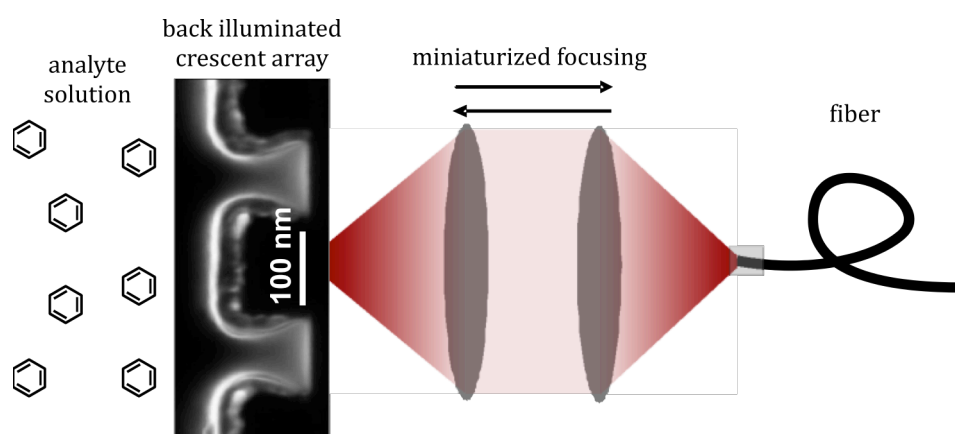 back illuminated
crescent array
analyte
solution
miniaturized focusing
fiber
100 nm